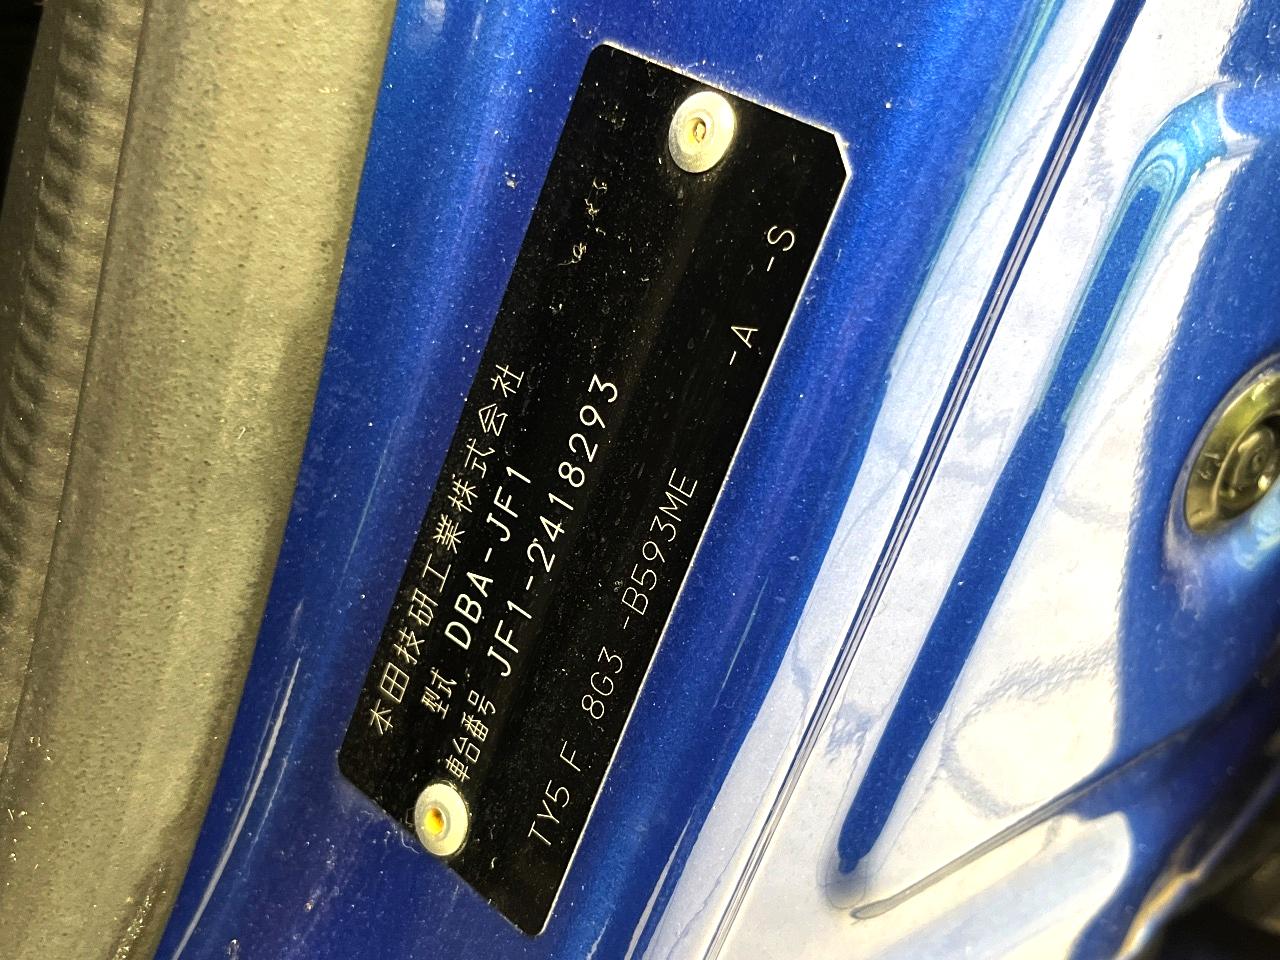 本田技研工業株式会社
型式 DBA-JF1
車台番号 JF1-2418293
TY5 F 8G3 -B593ME -A -S